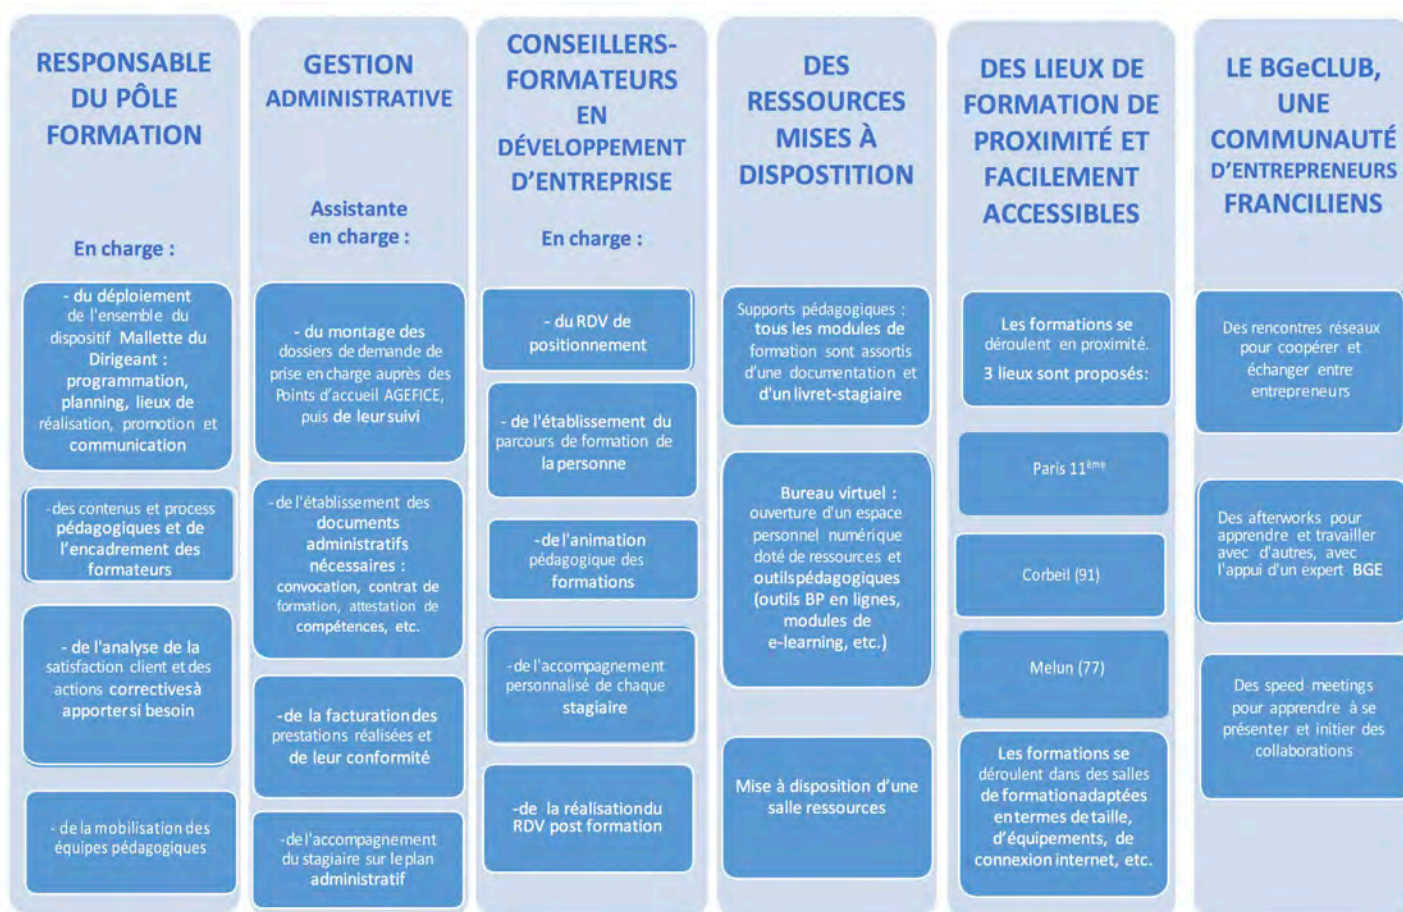 RESPONSABLE
DU PÔLE
FORMATION
En charge :
- du déploiement
de l'ensemble du
dispositif Mallette du
Dirigeant :
programmation,
planning, lieux de
réalisation, promotion et
communication
-des contenus et process
pédagogiques et de
l'encadrement des
formateurs
- de l'analyse de la
satisfaction client et des
actions correctives à
apporter si besoin
- de la mobilisation des
équipes pédagogiques
GESTION
ADMINISTRATIVE
Assistante
en charge :
- du montage des
dossiers de demande de
prise en charge auprès des
Points d'accueil AGEFICE,
puis de leur suivi
-de l'établissement des
documents
administratifs
nécessaires :
convocation, contrat de
formation, attestation de
compétences, etc.
-de la facturation des
prestations réalisées et
de leur conformité
-de l'accompagnement
du stagiaire sur le plan
administratif
CONSEILLERS-
FORMATEURS
EN
DÉVELOPPEMENT
D'ENTREPRISE
En charge :
- du RDV de
positionnement
- de l'établissement du
parcours de formation de
la personne
-de l'animation
pédagogique des
formations
-de l'accompagnement
personnalisé de chaque
stagiaire
-de la réalisation du
RDV post formation
DES
RESSOURCES
MISES À
DISPOSTITION
Supports pédagogiques :
tous les modules de
formation sont assortis
d'une documentation et
d'un livret-stagiaire
Bureau virtuel :
ouverture d'un espace
personnel numérique
doté de ressources et
outils pédagogiques
(outils BP en lignes,
modules de
e-learning, etc.)
Mise à disposition d'une
salle ressources
DES LIEUX DE
FORMATION DE
PROXIMITÉ ET
FACILEMENT
ACCESSIBLES
Les formations se
déroulent en proximité.
3 lieux sont proposés:
Paris 11ème
Corbeil (91)
Melun (77)
Les formations se
déroulent dans des salles
de formation adaptées
en termes de taille,
d'équipements, de
connexion internet, etc.
LE BGeCLUB,
UNE
COMMUNAUTÉ
D'ENTREPRENEURS
FRANCILIENS
Des rencontres réseaux
pour coopérer et
échanger entre
entrepreneurs
Des afterworks pour
apprendre et travailler
avec d'autres, avec
l'appui d'un expert BGE
Des speed meetings
pour apprendre à se
présenter et initier des
collaborations